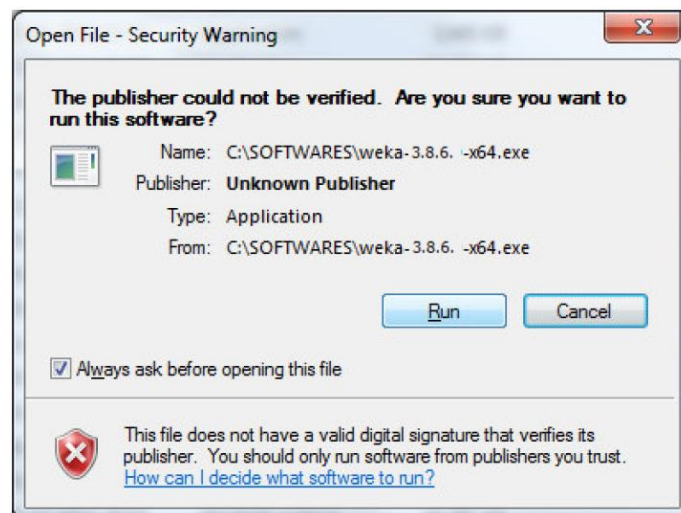 Open File - Security Warning
The publisher could not be verified. Are you sure you want to
run this software?
Name: C:\SOFTWARES\weka-3.8.6. -x64.exe
Publisher: Unknown Publisher
Type: Application
From: C:\SOFTWARES\weka-3.8.6. -x64.exe
Run Cancel
Always ask before opening this file
This file does not have a valid digital signature that verifies its
publisher. You should only run software from publishers you trust.
How can I decide what software to run?